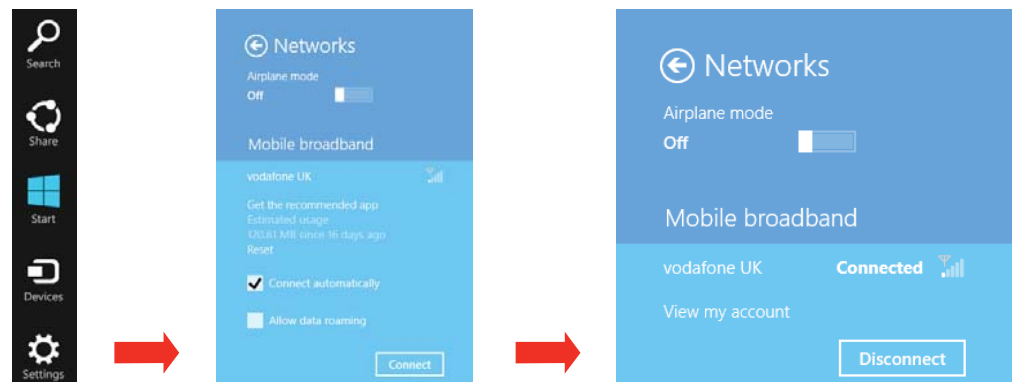 Search
Share
Start
Devices
Settings
Networks
Airplane mode
Off
Mobile broadband
vodafone UK
Get the recommended app
Estimated usage
120.81 MB since 16 days ago
Reset
Connect automatically
Allow data roaming
Connect
Networks
Airplane mode
Off
Mobile broadband
vodafone UK Connected
View my account
Disconnect